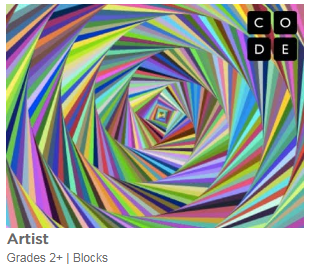 C O
D E
Artist
Grades 2+ | Blocks